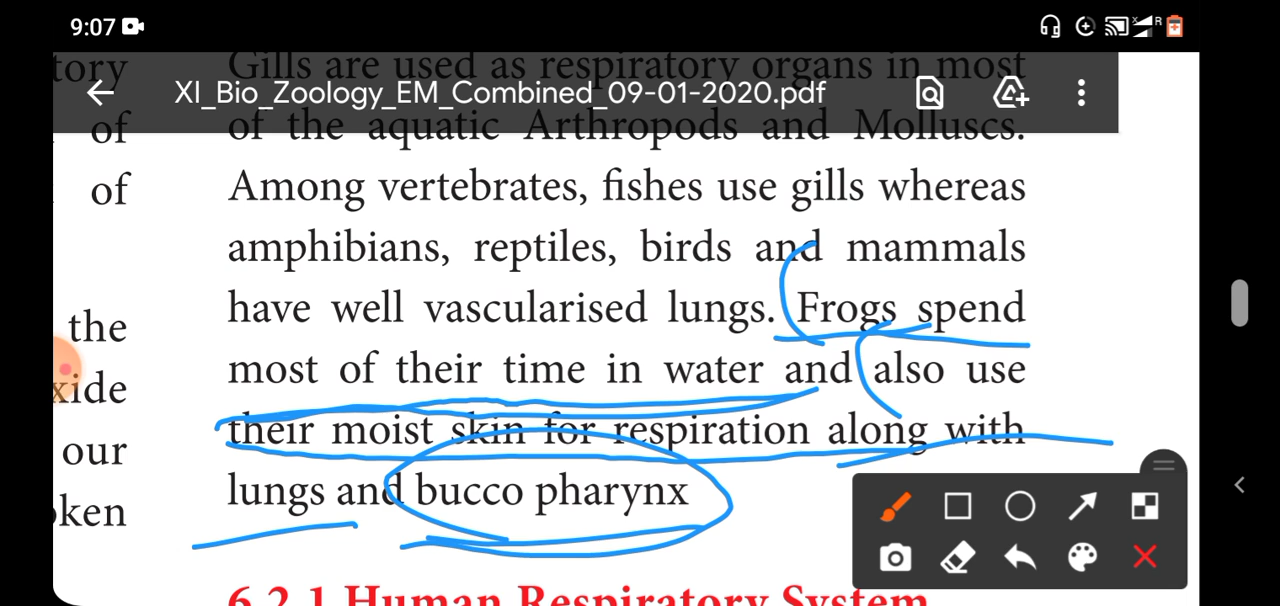 9:07
R
XI_Bio_Zoology_EM_Combined_09-01-2020.pdf
tory
of
of
the
xide
our
ken
Gills are used as respiratory organs in most
of the aquatic Arthropods and Molluscs.
Among vertebrates, fishes use gills whereas
amphibians, reptiles, birds and mammals
have well vascularised lungs. Frogs spend
most of their time in water and also use
their moist skin for respiration along with
lungs and bucco pharynx
6.2.1 Human Respiratory System